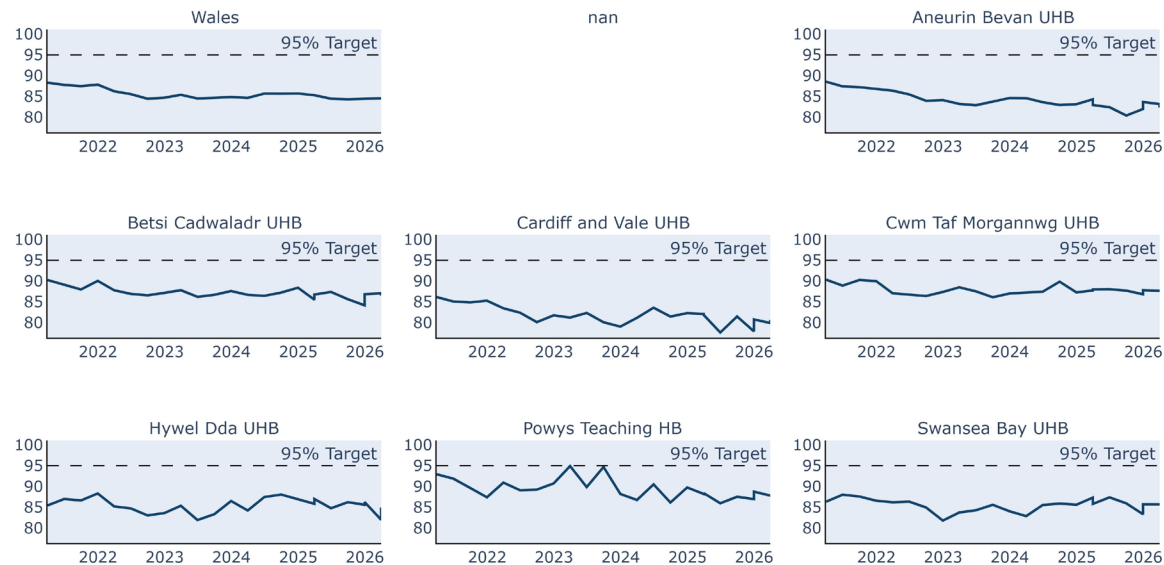 Wales
nan
Aneurin Bevan UHB
100
95
90
85
80
95% Target
2022 2023 2024 2025 2026
100
95
90
85
80
95% Target
2022 2023 2024 2025 2026
Betsi Cadwaladr UHB
Cardiff and Vale UHB
Cwm Taf Morgannwg UHB
100
95
90
85
80
95% Target
2022 2023 2024 2025 2026
100
95
90
85
80
95% Target
2022 2023 2024 2025 2026
100
95
90
85
80
95% Target
2022 2023 2024 2025 2026
Hywel Dda UHB
Powys Teaching HB
Swansea Bay UHB
100
95
90
85
80
95% Target
2022 2023 2024 2025 2026
100
95
90
85
80
95% Target
2022 2023 2024 2025 2026
100
95
90
85
80
95% Target
2022 2023 2024 2025 2026